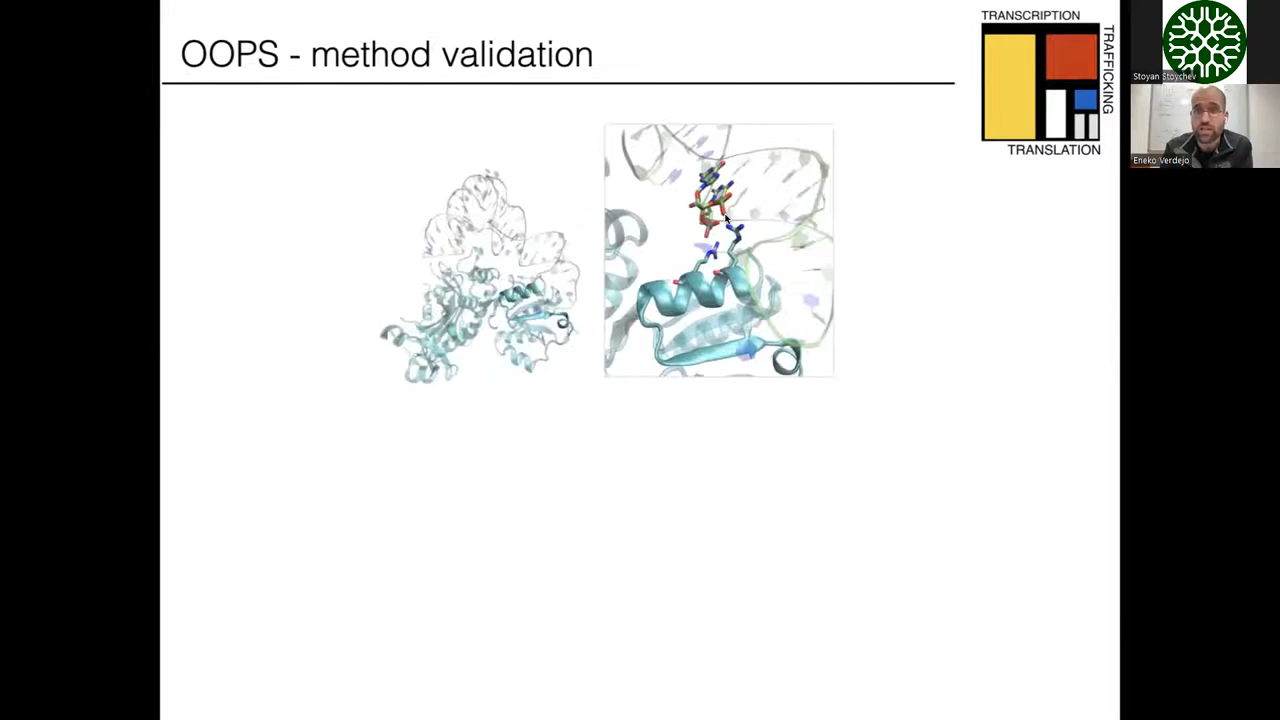 OOPS - method validation
TRANSCRIPTION
TRAFFICKING
TRANSLATION
Stoyan Stoychev
Eneko Verdejo